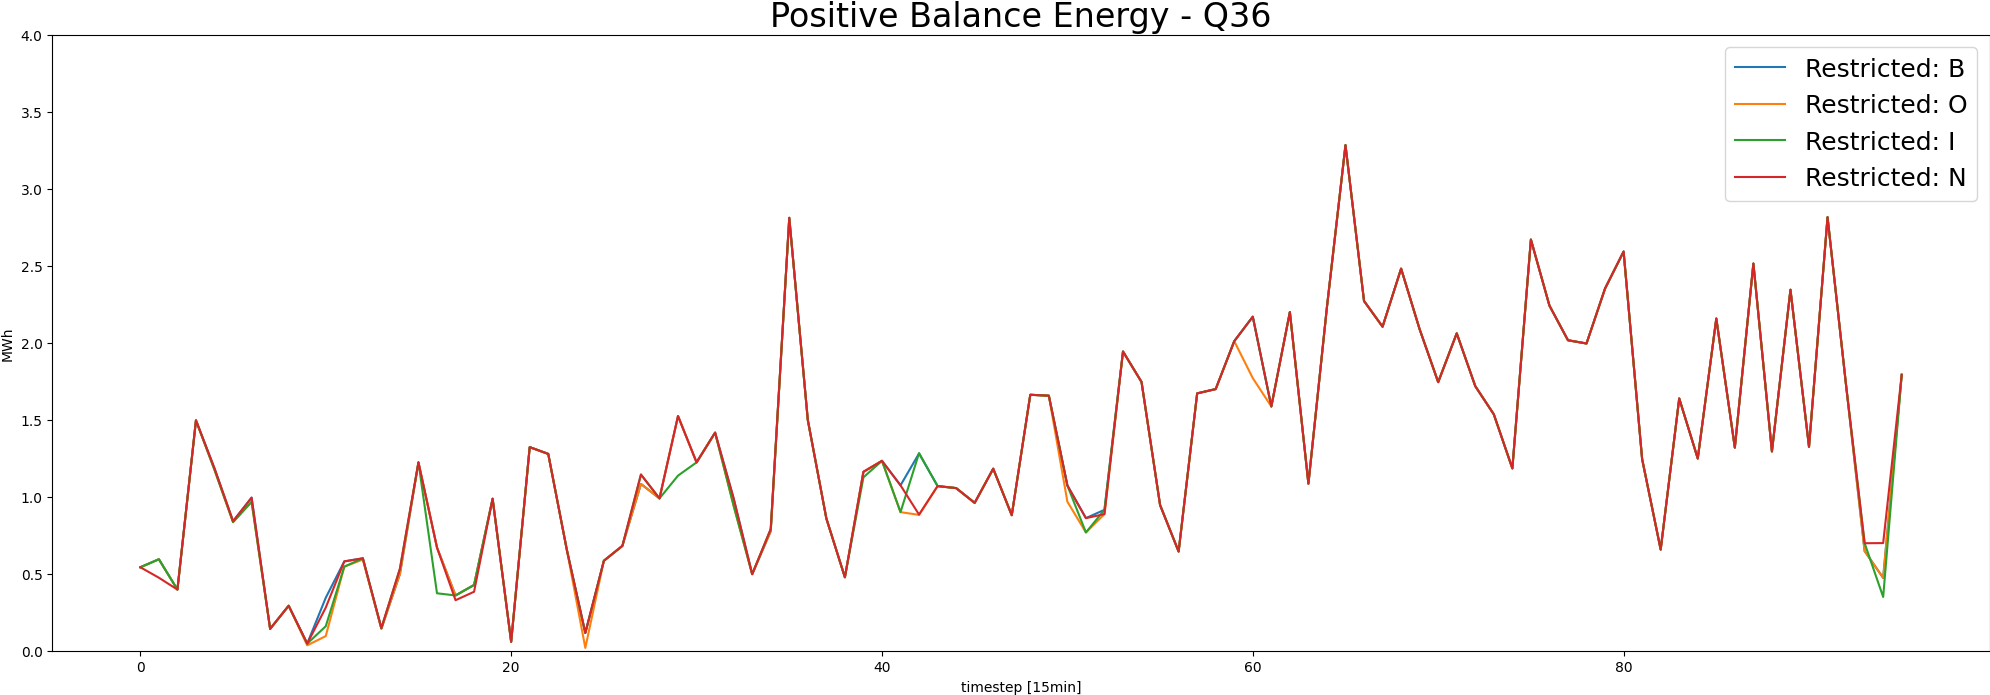 Positive Balance Energy - Q36
4.0
3.5
3.0
2.5
2.0
1.5
1.0
0.5
0.0
MWh
0 20 40 60 80
timestep [15min]
Restricted: B
Restricted: O
Restricted: I
Restricted: N